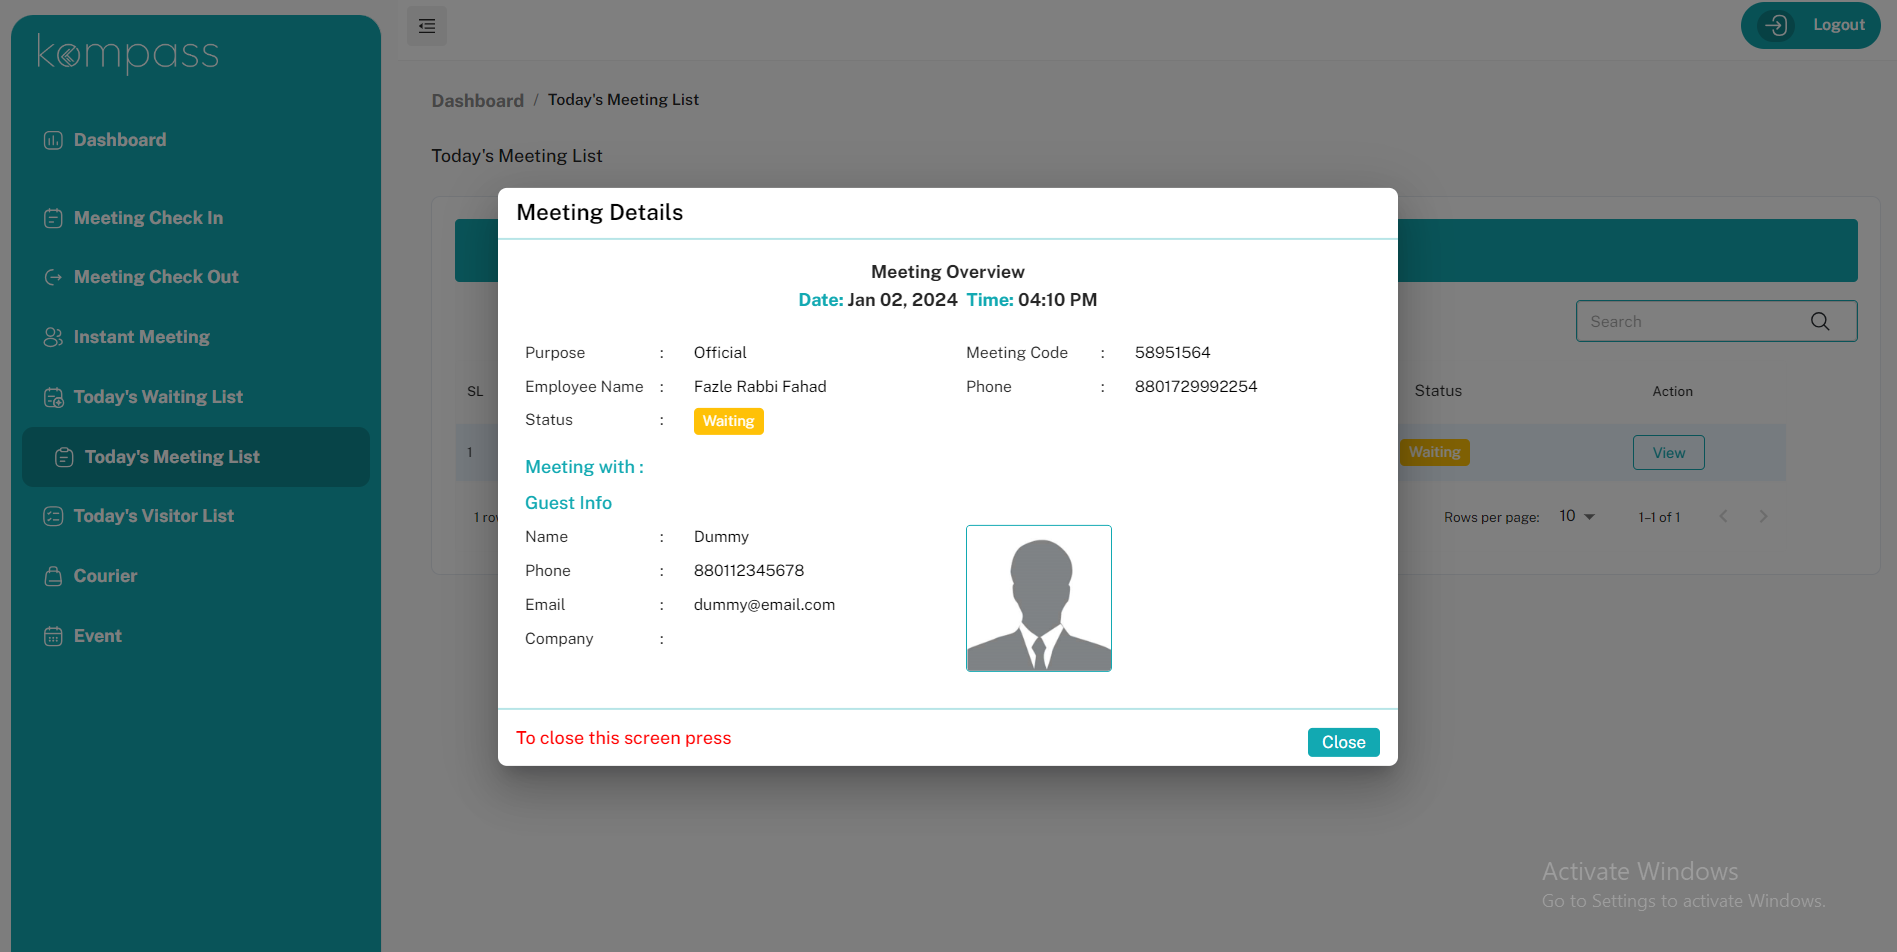 kompass
Dashboard
Meeting Check In
Meeting Check Out
Instant Meeting
Today's Waiting List
Today's Meeting List
Today's Visitor List
Courier
Event
Logout
Dashboard / Today's Meeting List
Today's Meeting List
Search
SL Status Action
1 Waiting View
1 Rows per page: 10 1–1 of 1
Meeting Details
Meeting Overview
Date: Jan 02, 2024 Time: 04:10 PM
Purpose : Official Meeting Code : 58951564
Employee Name : Fazle Rabbi Fahad Phone : 8801729992254
Status : Waiting
Meeting with :
Guest Info
Name : Dummy
Phone : 880112345678
Email : dummy@email.com
Company :
To close this screen press Close
Activate Windows
Go to Settings to activate Windows.